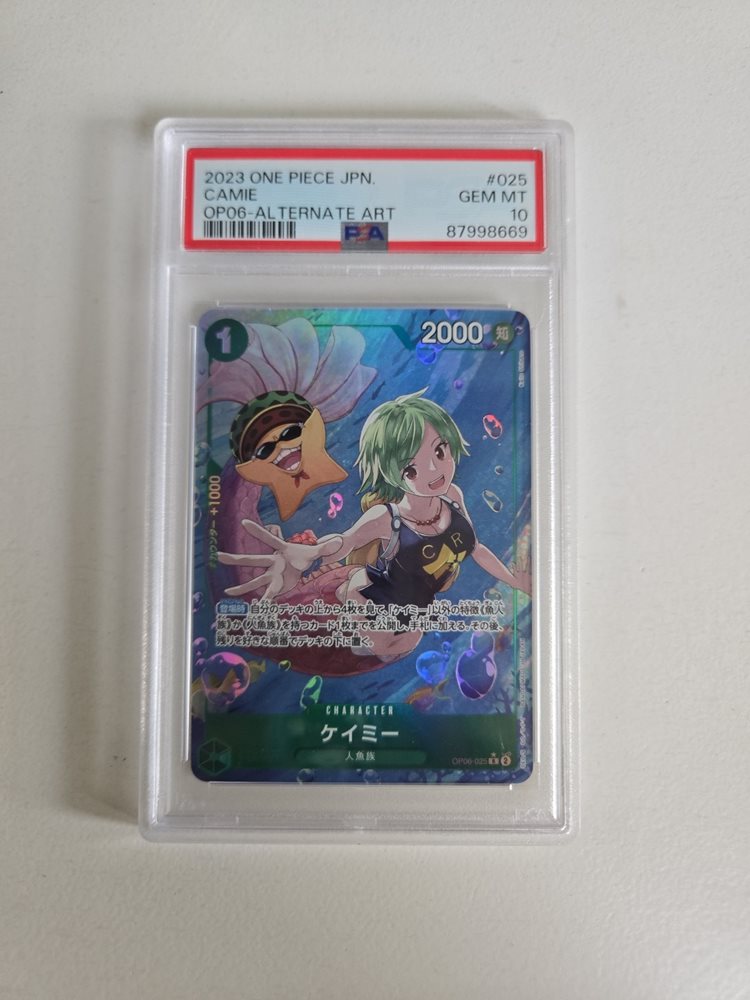 2023 ONE PIECE JPN. #025
CAMIE GEM MT
OP06-ALTERNATE ART 10
PSA 87998669
1
2000 知
カウンター +1000
C R
登場時 自分のデッキの上から4枚を見て、「ケイミー」以外の特徴《魚人
族》か《人魚族》を持つカード1枚までを公開し、手札に加える。その後、
残りを好きな順番でデッキの下に置く。
CHARACTER
ケイミー
人魚族
OP06-025 R 2